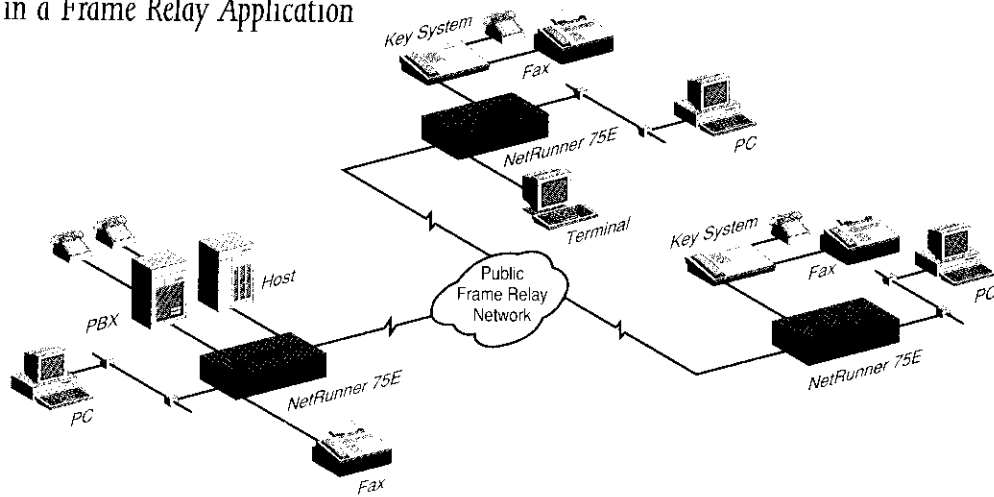 in a Frame Relay Application
Key System
Fax
NetRunner 75E
PC
Terminal
Key System
Fax
PC
NetRunner 75E
Public
Frame Relay
Network
Host
PBX
NetRunner 75E
PC
Fax